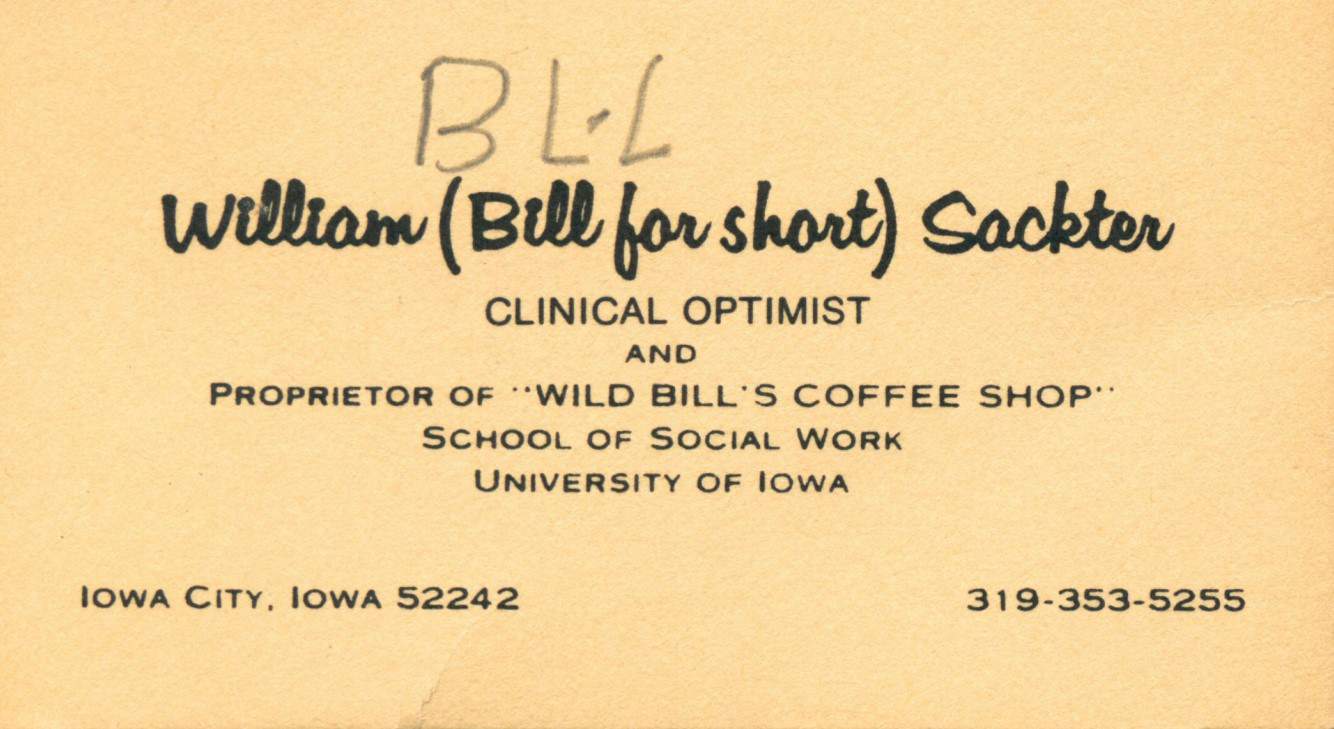 BL·L
William (Bill for short) Sackter
CLINICAL OPTIMIST
AND
PROPRIETOR OF "WILD BILL'S COFFEE SHOP"
SCHOOL OF SOCIAL WORK
UNIVERSITY OF IOWA
IOWA CITY, IOWA 52242
319-353-5255